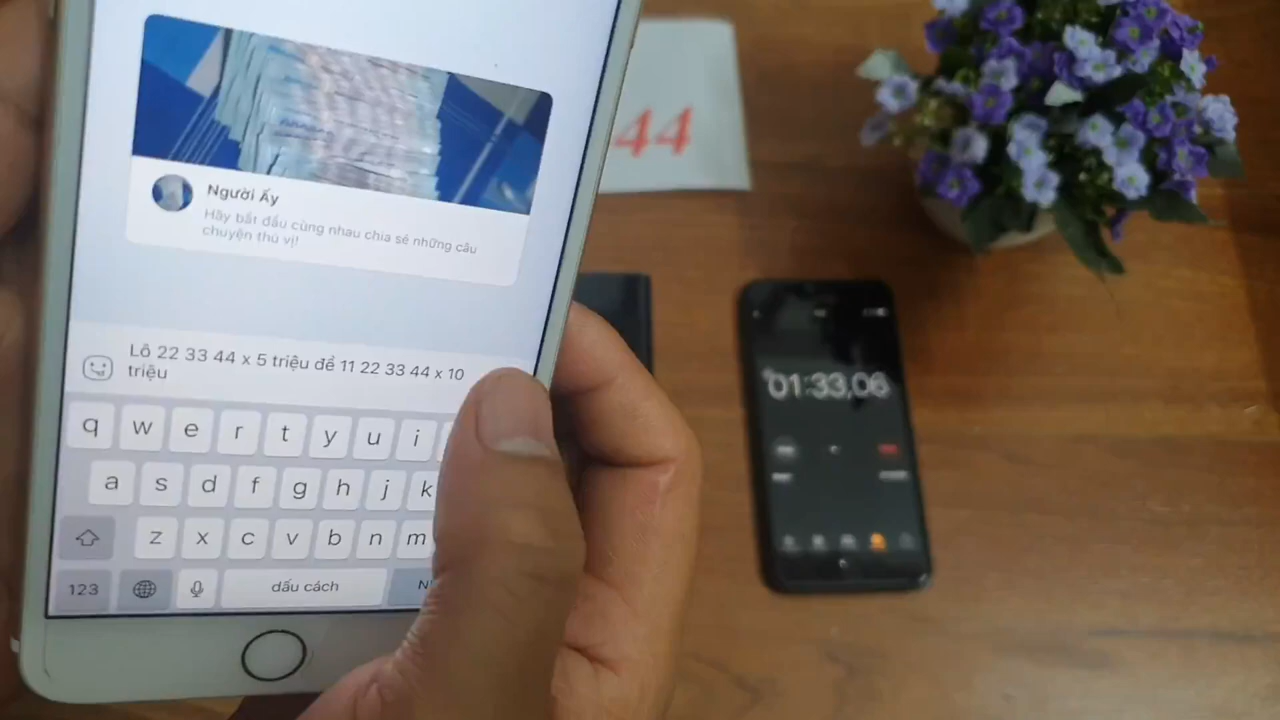 Người Ấy
Hãy bắt đầu cùng nhau chia sẻ những câu
chuyện thú vị!
Lô 22 33 44 x 5 triệu đề 11 22 33 44 x 10
triệu
q w e r t y u i
a s d f g h j k
z x c v b n m
123 dấu cách
44
01:33,06